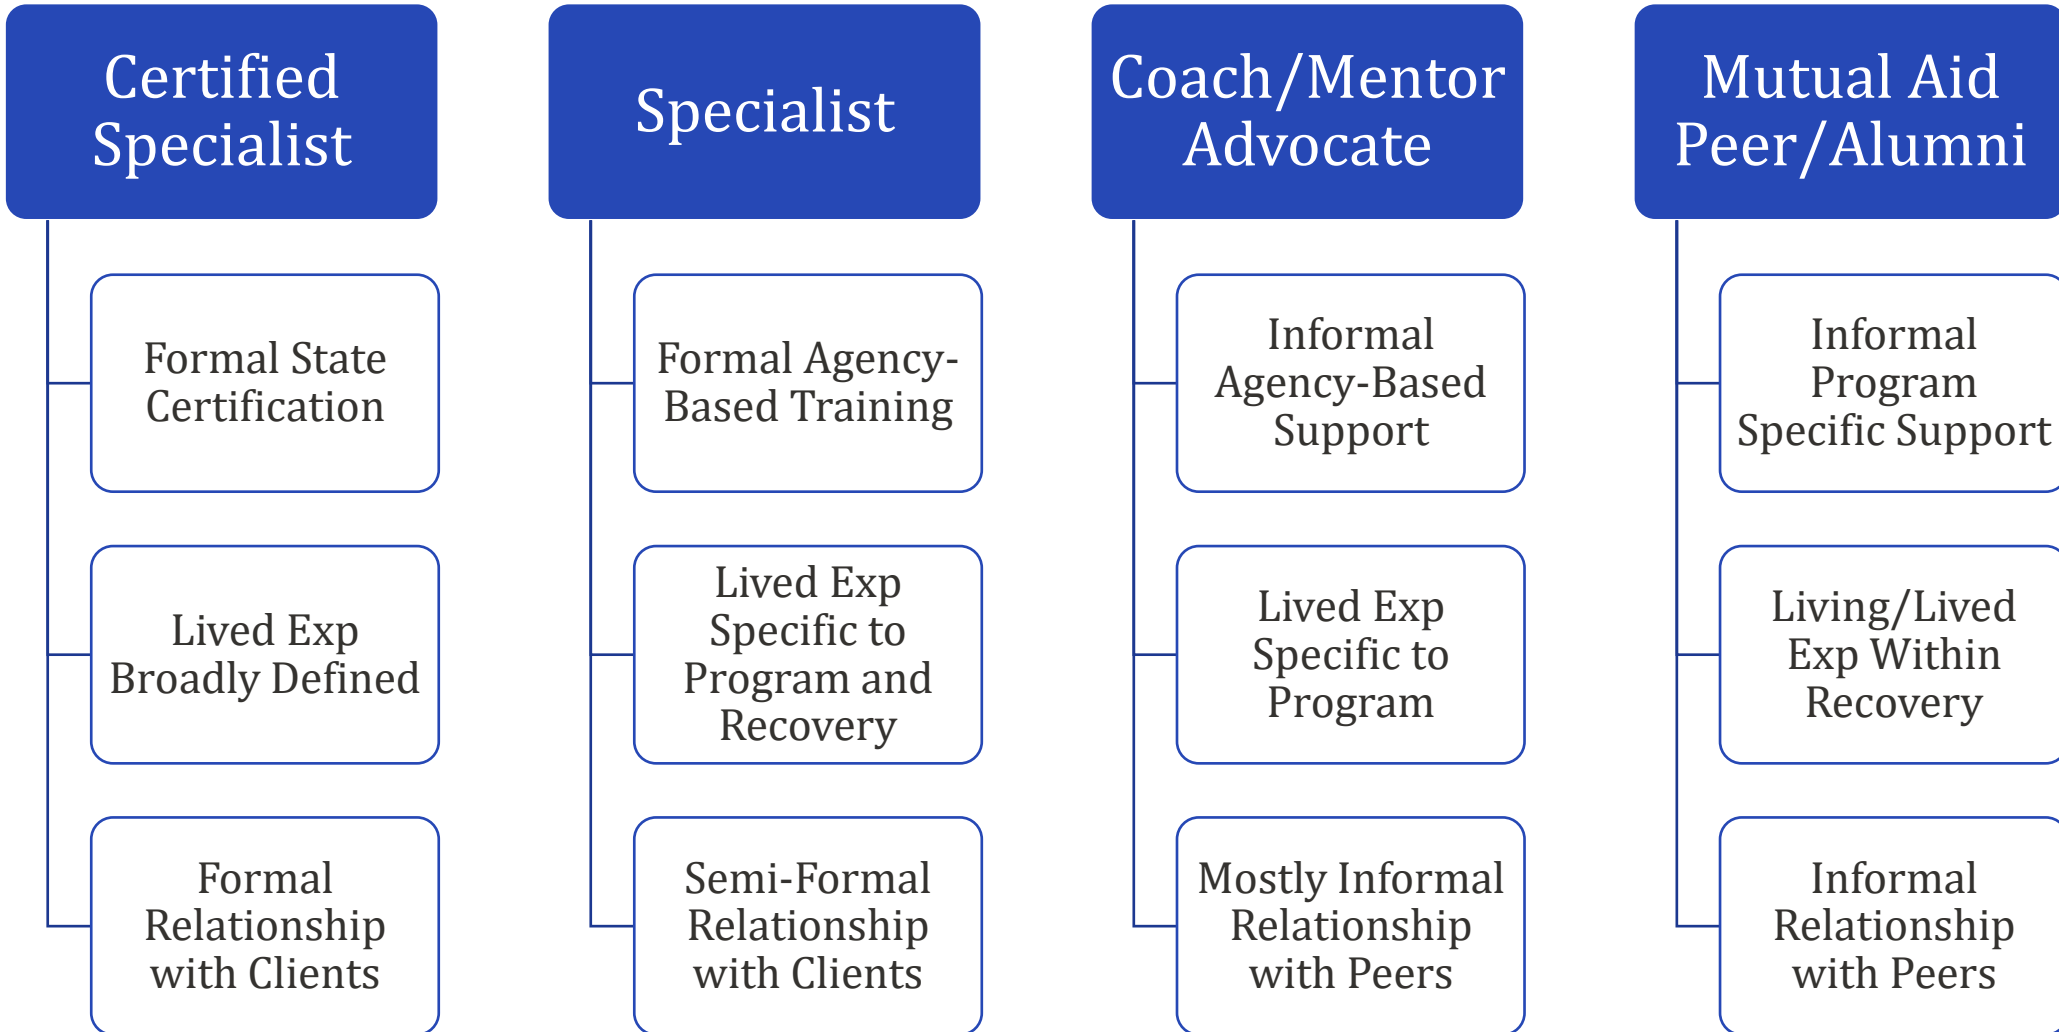 Certified
Specialist
Formal State
Certification
Lived Exp
Broadly Defined
Formal
Relationship
with Clients
Specialist
Formal Agency-
Based Training
Lived Exp
Specific to
Program and
Recovery
Semi-Formal
Relationship
with Clients
Coach/Mentor
Advocate
Informal
Agency-Based
Support
Lived Exp
Specific to
Program
Mostly Informal
Relationship
with Peers
Mutual Aid
Peer/Alumni
Informal
Program
Specific Support
Living/Lived
Exp Within
Recovery
Informal
Relationship
with Peers